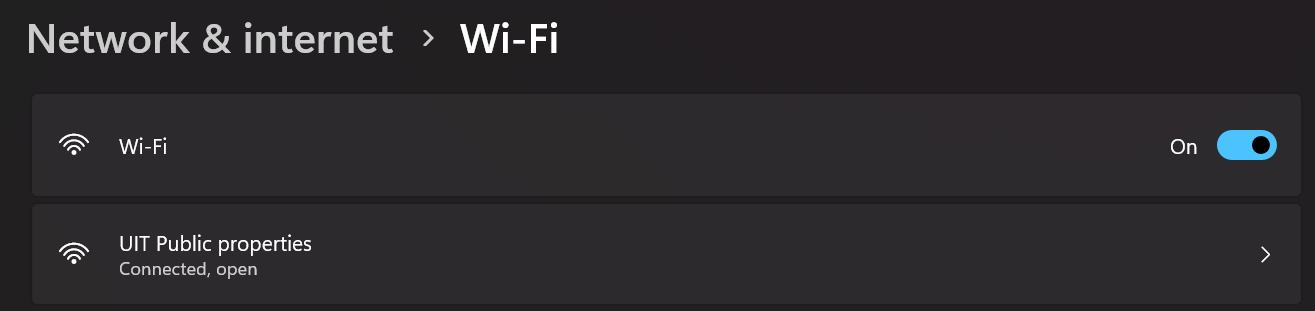 Network & internet > Wi-Fi
Wi-Fi On
UIT Public properties
Connected, open